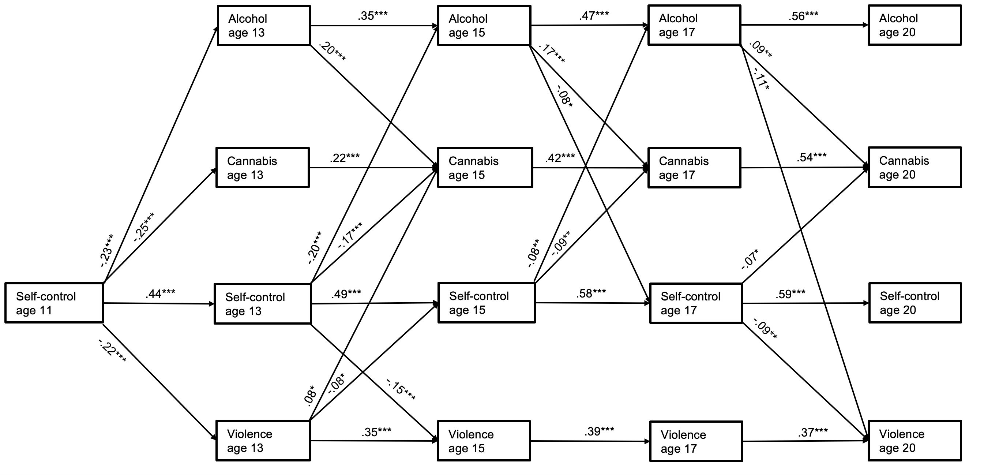 Alcohol
age 13
.35***
Alcohol
age 15
.47***
Alcohol
age 17
.56***
Alcohol
age 20
.20***
.17***
-.08*
.09**
-.11*
Cannabis
age 13
.22***
Cannabis
age 15
.42***
Cannabis
age 17
.54***
Cannabis
age 20
-.23***
-.25***
-.20***
-.17***
-.08**
-.09**
-.07*
Self-control
age 11
.44***
Self-control
age 13
.49***
Self-control
age 15
.58***
Self-control
age 17
.59***
Self-control
age 20
-.22***
.08*
-.08*
-.15***
-.09**
Violence
age 13
.35***
Violence
age 15
.39***
Violence
age 17
.37***
Violence
age 20